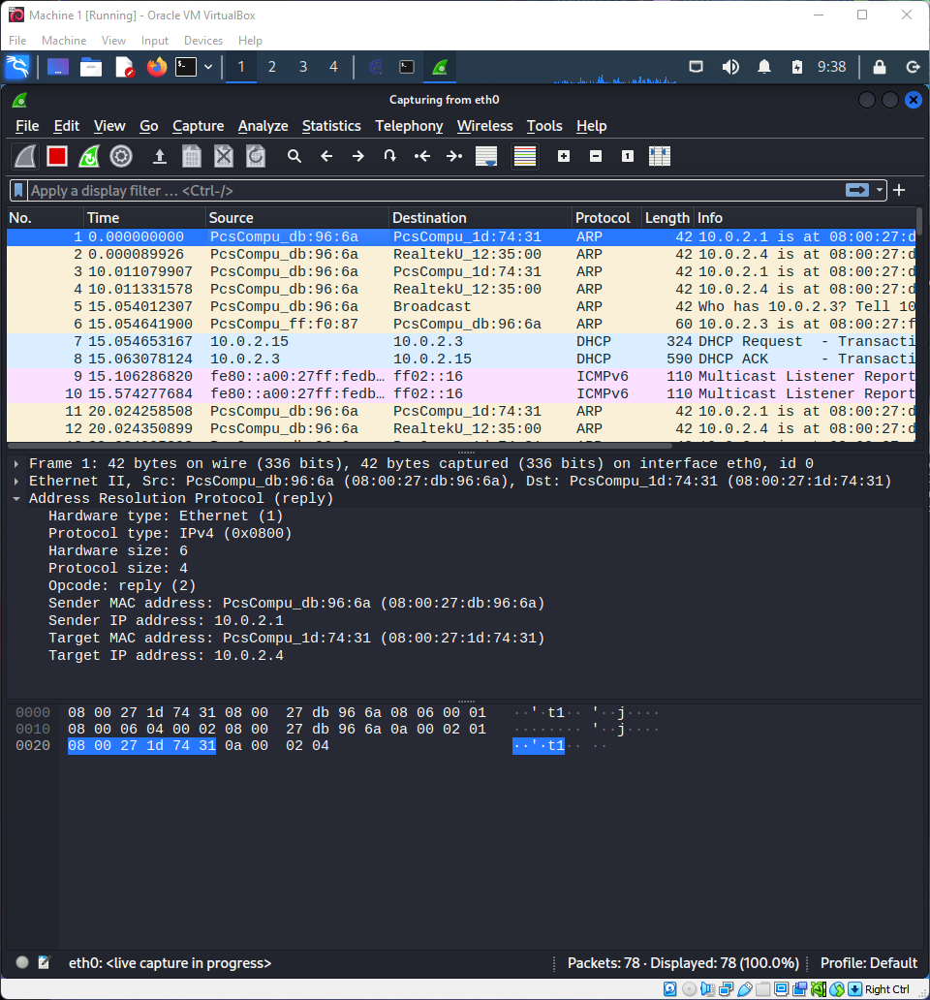 Machine 1 [Running] - Oracle VM VirtualBox
File Machine View Input Devices Help
1 2 3 4 9:38
Capturing from eth0
File Edit View Go Capture Analyze Statistics Telephony Wireless Tools Help
Apply a display filter ... <Ctrl-/>
No. Time Source Destination Protocol Length Info
1 0.000000000 PcsCompu_db:96:6a PcsCompu_1d:74:31 ARP 42 10.0.2.1 is at 08:00:27:d
2 0.000089926 PcsCompu_db:96:6a RealtekU_12:35:00 ARP 42 10.0.2.4 is at 08:00:27:d
3 10.011079907 PcsCompu_db:96:6a PcsCompu_1d:74:31 ARP 42 10.0.2.1 is at 08:00:27:d
4 10.011331578 PcsCompu_db:96:6a RealtekU_12:35:00 ARP 42 10.0.2.4 is at 08:00:27:d
5 15.054012307 PcsCompu_db:96:6a Broadcast ARP 42 Who has 10.0.2.3? Tell 10
6 15.054641900 PcsCompu_ff:f0:87 PcsCompu_db:96:6a ARP 60 10.0.2.3 is at 08:00:27:f
7 15.054653167 10.0.2.15 10.0.2.3 DHCP 324 DHCP Request - Transacti
8 15.063078124 10.0.2.3 10.0.2.15 DHCP 590 DHCP ACK - Transacti
9 15.106286820 fe80::a00:27ff:fedb… ff02::16 ICMPv6 110 Multicast Listener Report
10 15.574277684 fe80::a00:27ff:fedb… ff02::16 ICMPv6 110 Multicast Listener Report
11 20.024258508 PcsCompu_db:96:6a PcsCompu_1d:74:31 ARP 42 10.0.2.1 is at 08:00:27:d
12 20.024350899 PcsCompu_db:96:6a RealtekU_12:35:00 ARP 42 10.0.2.4 is at 08:00:27:d
Frame 1: 42 bytes on wire (336 bits), 42 bytes captured (336 bits) on interface eth0, id 0
Ethernet II, Src: PcsCompu_db:96:6a (08:00:27:db:96:6a), Dst: PcsCompu_1d:74:31 (08:00:27:1d:74:31)
Address Resolution Protocol (reply)
Hardware type: Ethernet (1)
Protocol type: IPv4 (0x0800)
Hardware size: 6
Protocol size: 4
Opcode: reply (2)
Sender MAC address: PcsCompu_db:96:6a (08:00:27:db:96:6a)
Sender IP address: 10.0.2.1
Target MAC address: PcsCompu_1d:74:31 (08:00:27:1d:74:31)
Target IP address: 10.0.2.4
0000 08 00 27 1d 74 31 08 00 27 db 96 6a 08 06 00 01 ··'·t1·· '··j····
0010 08 00 06 04 00 02 08 00 27 db 96 6a 0a 00 02 01 ········ '··j····
0020 08 00 27 1d 74 31 0a 00 02 04 ··'·t1·· ··
eth0: <live capture in progress> Packets: 78 · Displayed: 78 (100.0%) Profile: Default
Right Ctrl